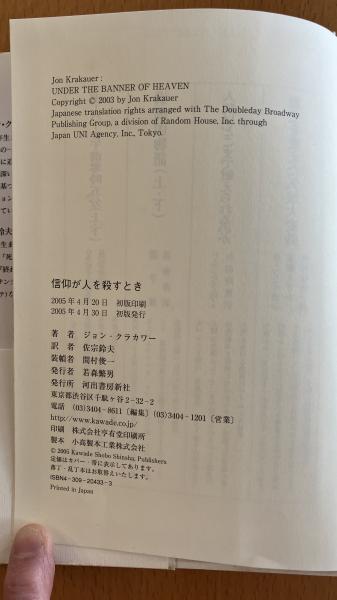 Jon Krakauer :
UNDER THE BANNER OF HEAVEN
Copyright © 2003 by Jon Krakauer
Japanese translation rights arranged with The Doubleday Broadway
Publishing Group, a division of Random House, Inc. through
Japan UNI Agency, Inc., Tokyo.
信仰が人を殺すとき
2005年4月20日 初版印刷
2005年4月30日 初版発行
著者 ジョン・クラカワー
訳者 佐宗鈴夫
装幀者 間村俊一
発行者 若森繁男
発行所 河出書房新社
東京都渋谷区千駄ヶ谷2-32-2
電話 (03)3404-8611［編集］(03)3404-1201［営業］
http://www.kawade.co.jp/
印刷 株式会社亨有堂印刷所
製本 小高製本工業株式会社
© 2005 Kawade Shobo Shinsha, Publishers
定価はカバー・帯に表示してあります。
落丁・乱丁本はお取替えいたします。
ISBN4-309-20433-3
Printed in Japan